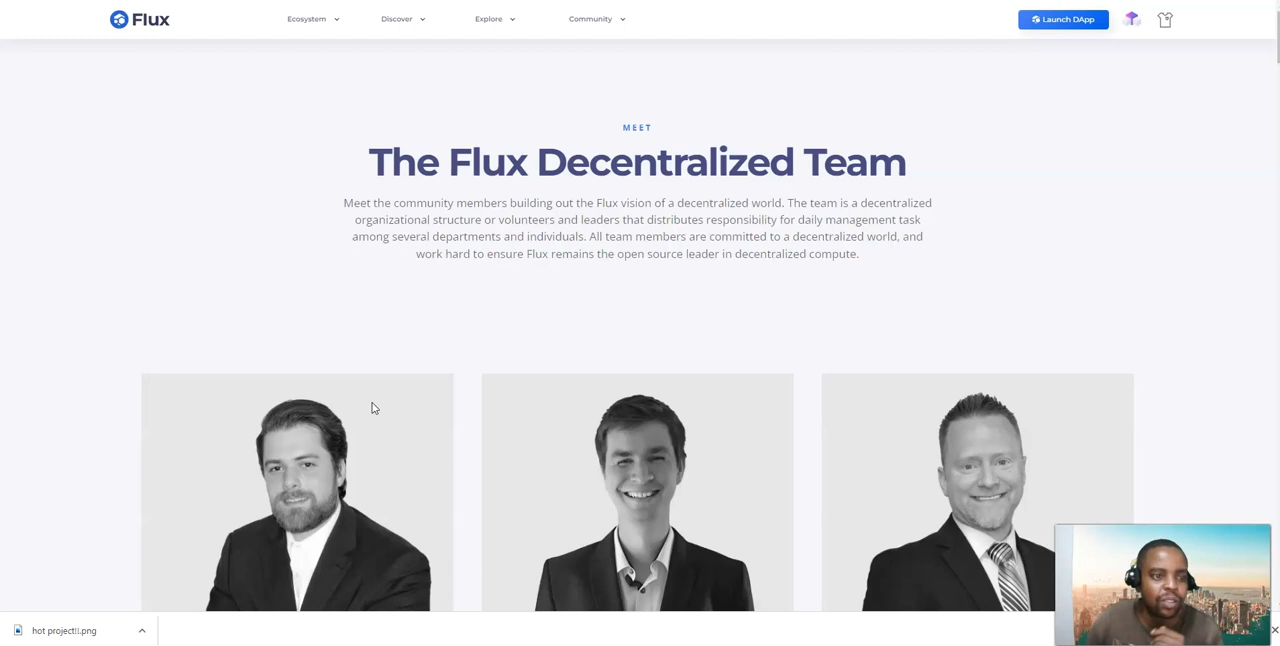 Flux
Ecosystem
Discover
Explore
Community
Launch DApp
MEET
The Flux Decentralized Team
Meet the community members building out the Flux vision of a decentralized world. The team is a decentralized
organizational structure or volunteers and leaders that distributes responsibility for daily management task
among several departments and individuals. All team members are committed to a decentralized world, and
work hard to ensure Flux remains the open source leader in decentralized compute.
hot project!!.png